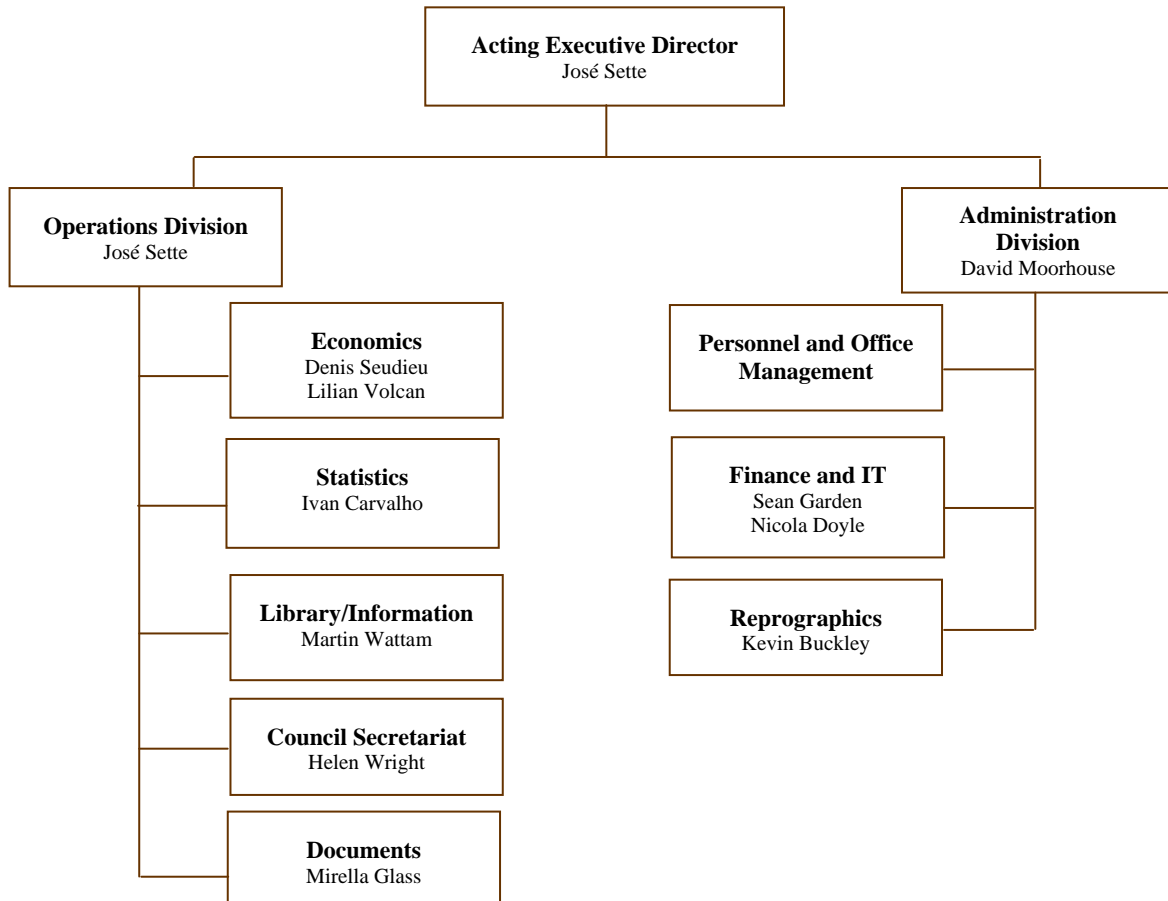 Acting Executive Director
José Sette
Operations Division
José Sette
Administration
Division
David Moorhouse
Economics
Denis Seudieu
Lilian Volcan
Statistics
Ivan Carvalho
Library/Information
Martin Wattam
Council Secretariat
Helen Wright
Documents
Mirella Glass
Personnel and Office
Management
Finance and IT
Sean Garden
Nicola Doyle
Reprographics
Kevin Buckley